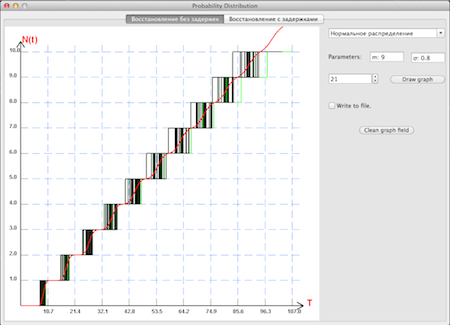 Probability Distribution
Восстановление без задержек Восстановление с задержками
N(t)
10.0
9.0
8.0
7.0
6.0
5.0
4.0
3.0
2.0
1.0
10.7 21.4 32.1 42.8 53.5 64.2 74.9 85.6 96.3 107.0
T
Нормальное распределение
Parameters: m: 9 σ: 0.8
21 Draw graph
Write to file.
Clean graph field